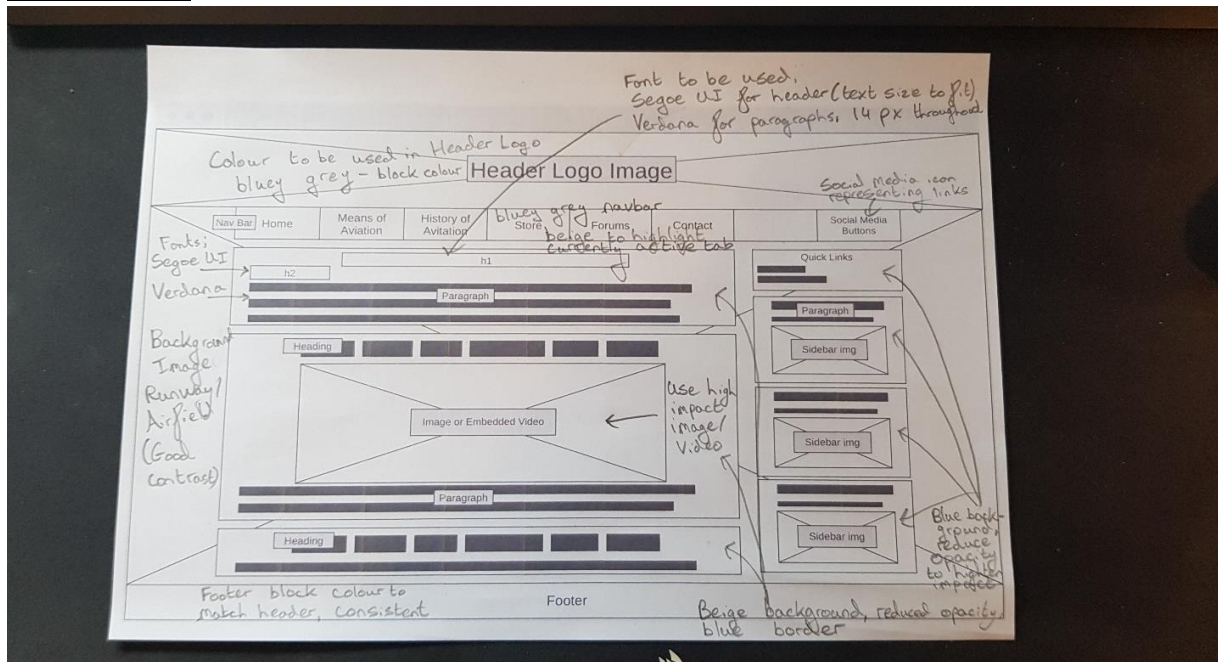 Font to be used.
Segoe UI for header (text size to fit)
Verdana for paragraphs, 14 px throughout
Colour to be used in Header Logo
bluey grey - block colour
Header Logo Image
Social Media icon
representing links
Nav Bar
Home
Means of
Aviation
History of
Avitation
Store
Forums
Contact
Social Media
Buttons
bluey grey navbar
beige to highlight
currently active tab
Fonts;
Segoe UI
Verdana
h1
h2
Paragraph
Quick Links
Paragraph
Sidebar img
Background
Image
Runway/
Airfield
(Good
contrast)
Heading
Image or Embedded Video
Use high
impact
image/
Video
Sidebar img
Paragraph
Heading
Sidebar img
Blue back-
ground,
reduce
opacity
to higher
impact
Footer block colour to
match header, consistent
Footer
Beige background, reduced opacity,
blue border